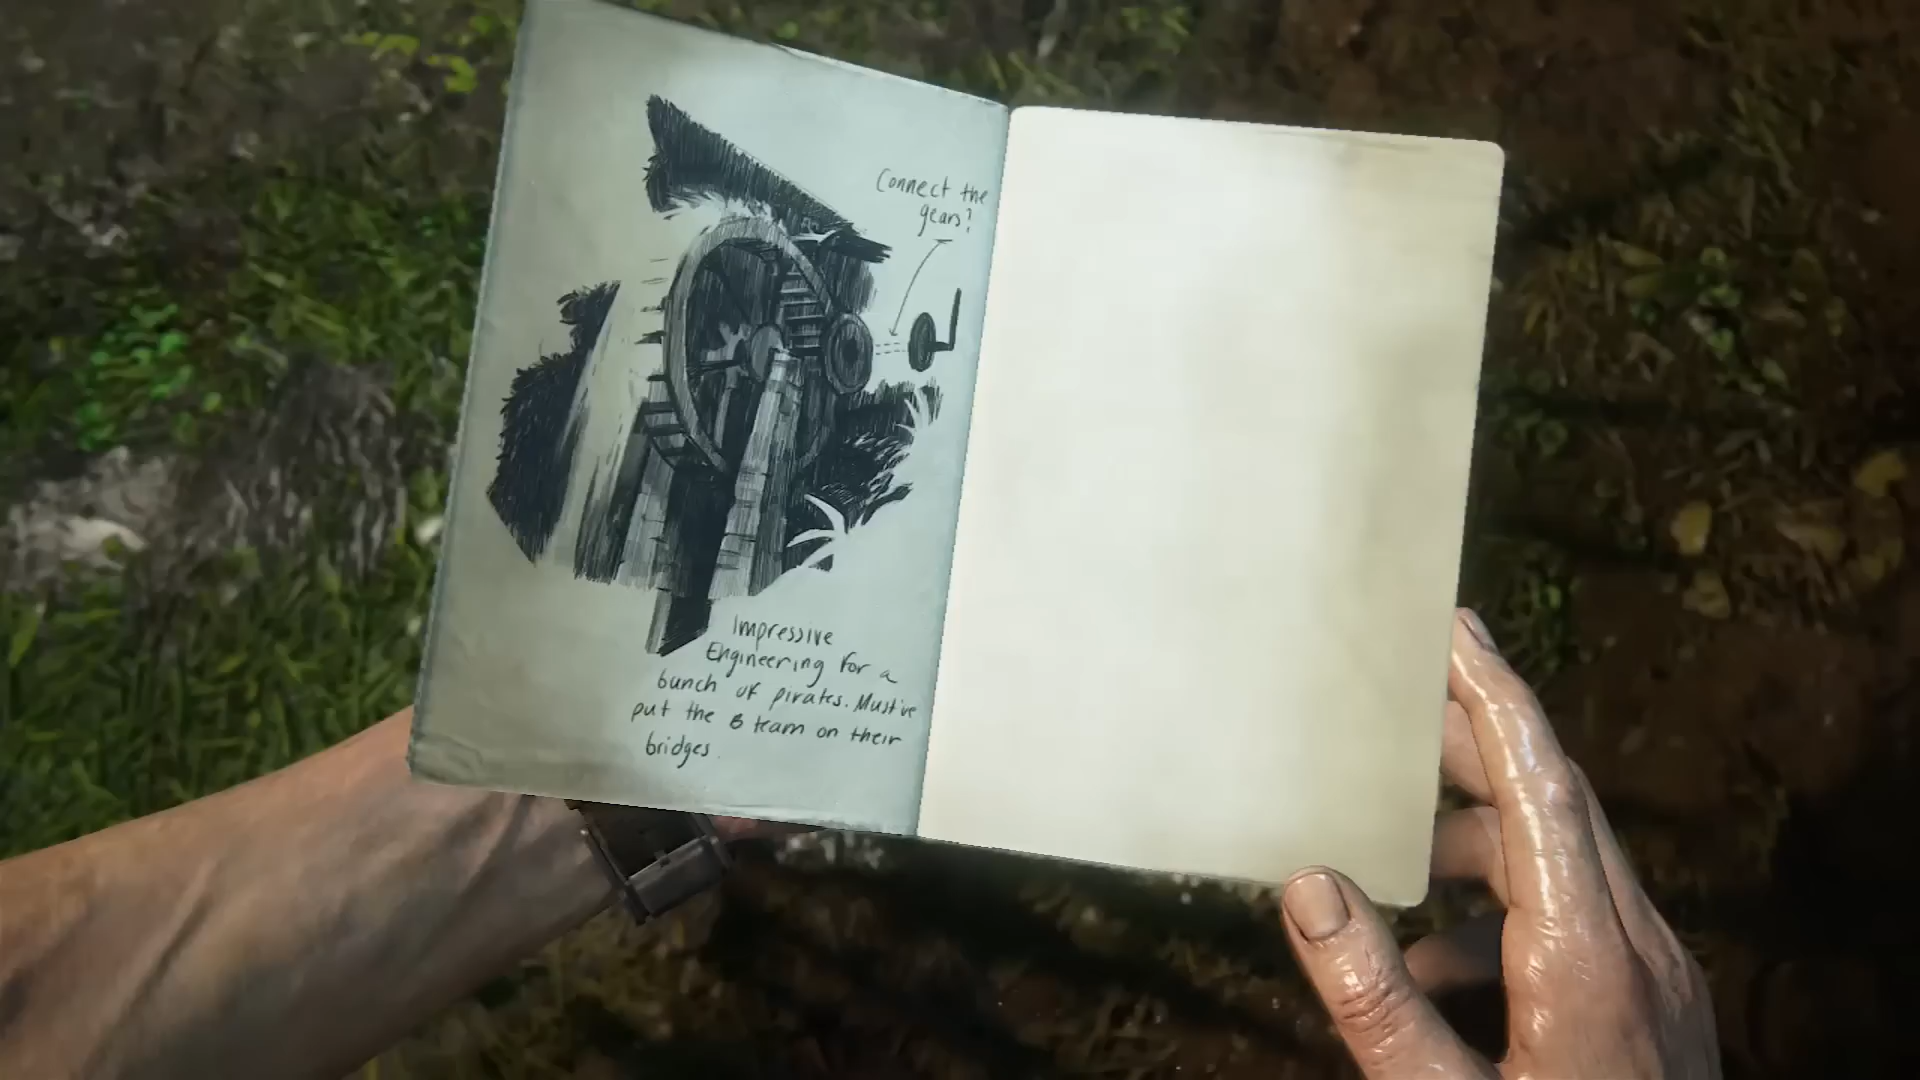 Connect the
gears?
Impressive
Engineering for a
bunch of pirates. Must've
put the B team on their
bridges.